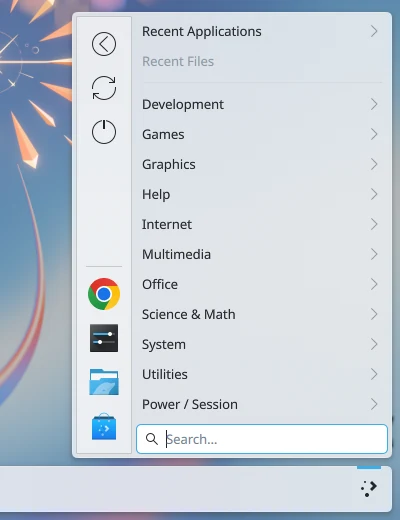 Recent Applications
Recent Files
Development
Games
Graphics
Help
Internet
Multimedia
Office
Science & Math
System
Utilities
Power / Session
Search...